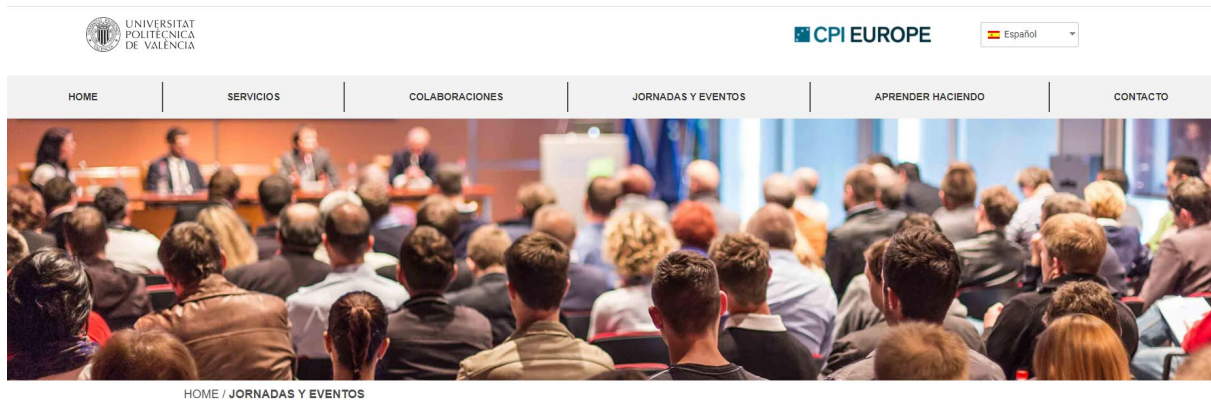 UNIVERSITAT
POLITÈCNICA
DE VALÈNCIA
CPI EUROPE
Español
HOME
SERVICIOS
COLABORACIONES
JORNADAS Y EVENTOS
APRENDER HACIENDO
CONTACTO
HOME / JORNADAS Y EVENTOS